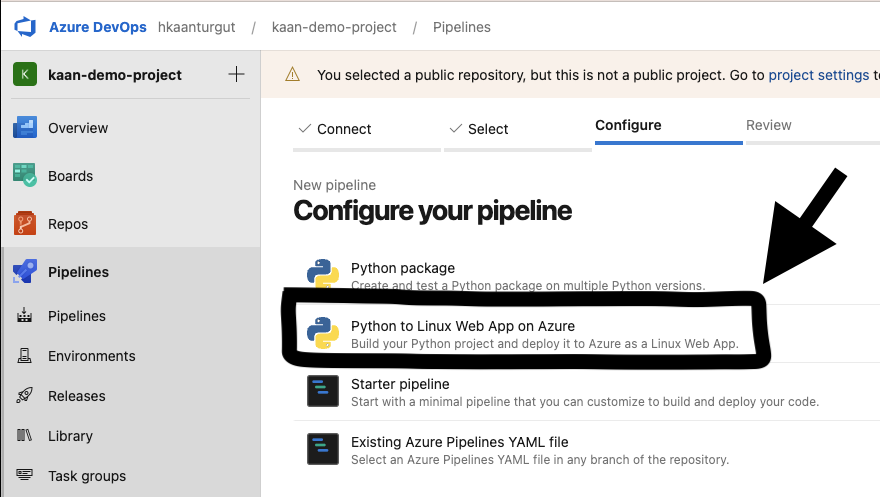 Azure DevOps hkaanturgut / kaan-demo-project / Pipelines
K kaan-demo-project +
Overview
Boards
Repos
Pipelines
Pipelines
Environments
Releases
Library
Task groups
You selected a public repository, but this is not a public project. Go to project settings t
Connect
Select
Configure
Review
New pipeline
Configure your pipeline
Python package
Create and test a Python package on multiple Python versions.
Python to Linux Web App on Azure
Build your Python project and deploy it to Azure as a Linux Web App.
Starter pipeline
Start with a minimal pipeline that you can customize to build and deploy your code.
Existing Azure Pipelines YAML file
Select an Azure Pipelines YAML file in any branch of the repository.